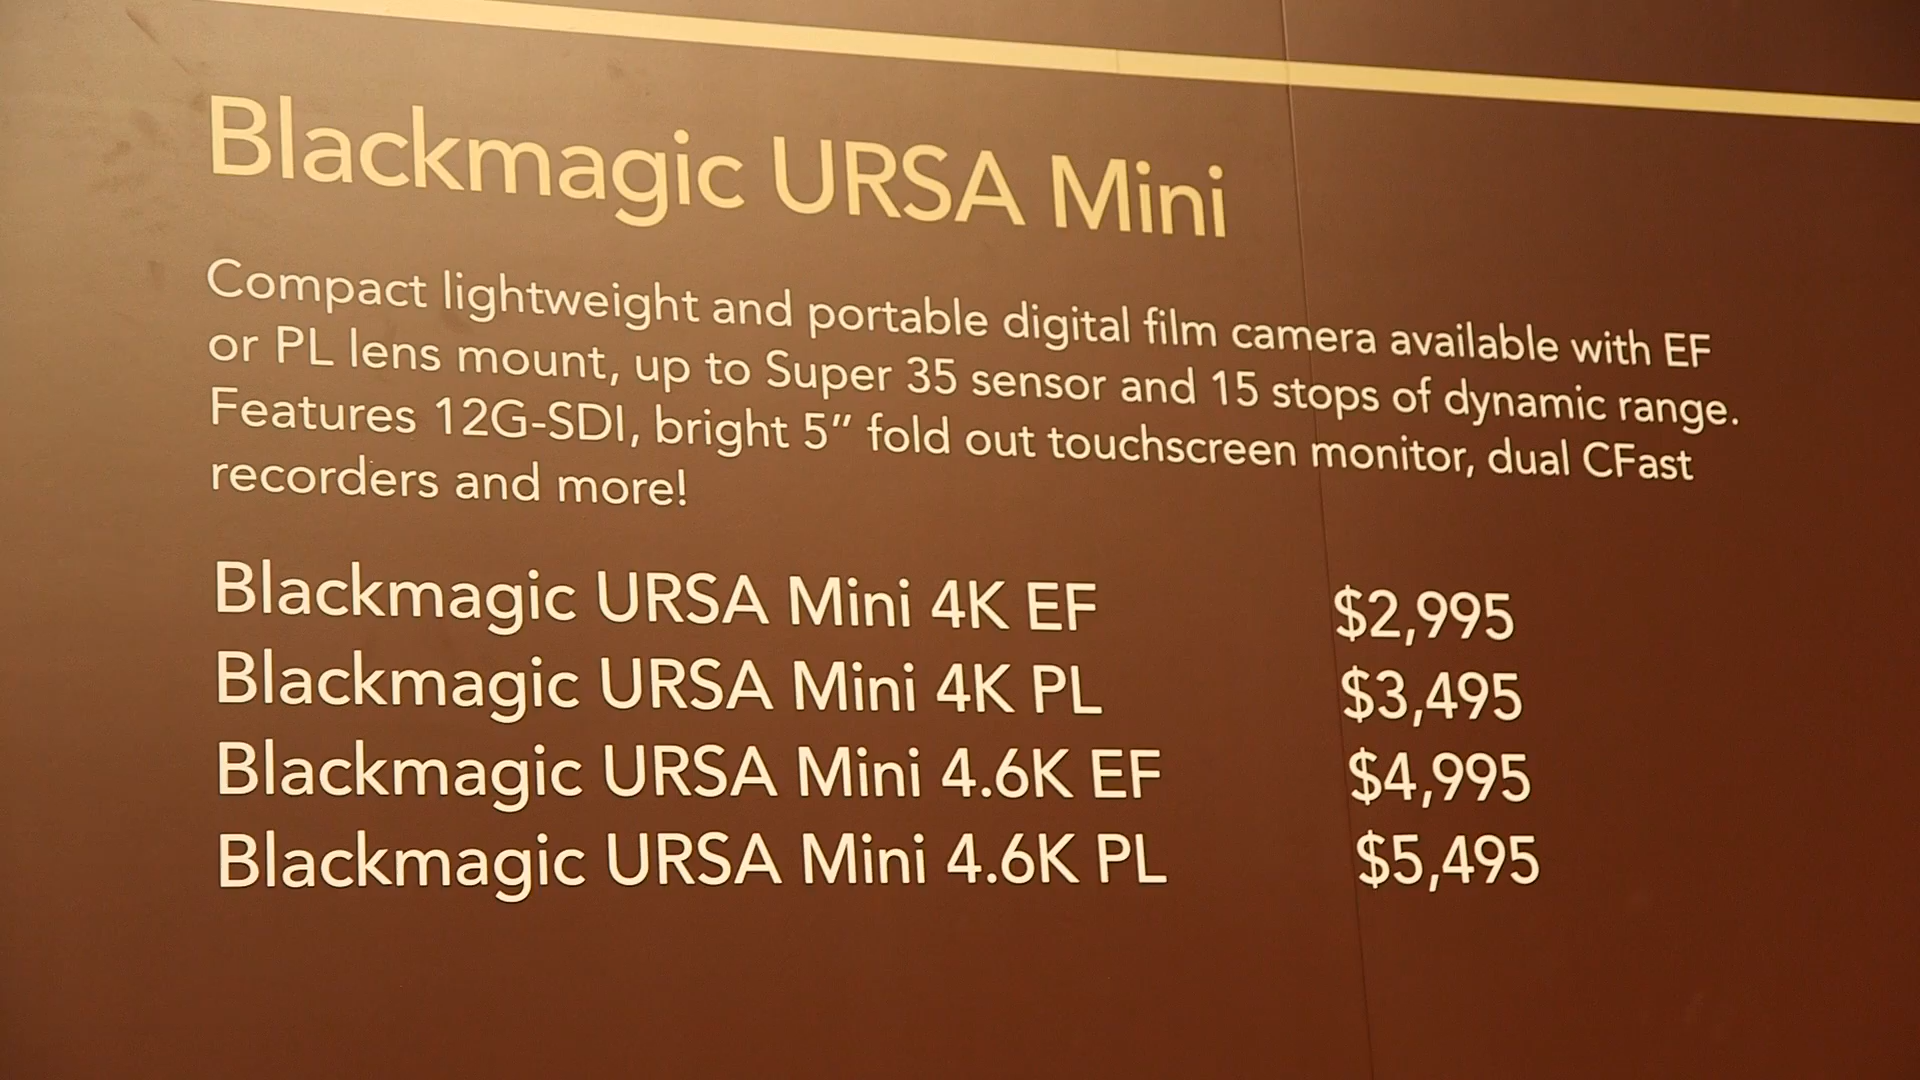 Blackmagic URSA Mini
Compact lightweight and portable digital film camera available with EF
or PL lens mount, up to Super 35 sensor and 15 stops of dynamic range.
Features 12G-SDI, bright 5″ fold out touchscreen monitor, dual CFast
recorders and more!
Blackmagic URSA Mini 4K EF $2,995
Blackmagic URSA Mini 4K PL $3,495
Blackmagic URSA Mini 4.6K EF $4,995
Blackmagic URSA Mini 4.6K PL $5,495